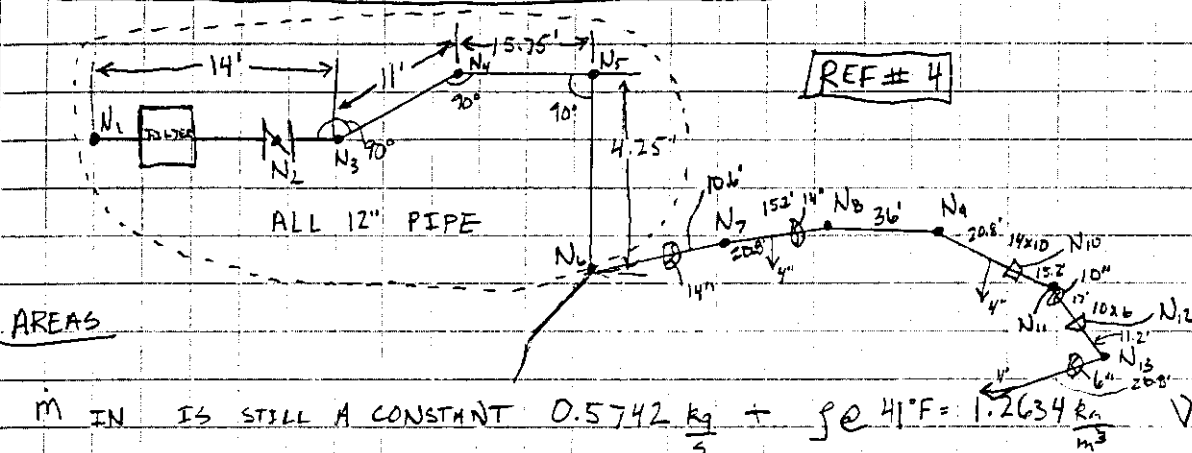 14'
11'
15.75'
N4
N5
REF # 4
N1
FILTER
N2
N3
90°
90°
90°
4.25'
ALL 12" PIPE
N6
14"
10.6'
N7
20.8'
4"
15.2'
14"
N8
36'
N9
20.8'
4"
14x10
N10
15.2'
10"
N11
17'
10x6
N12
11.2'
N13
6"
20.8'
4"
AREAS
ṁ IN IS STILL A CONSTANT 0.5742 kg/s + ρ@ 41°F = 1.2634 kg/m³